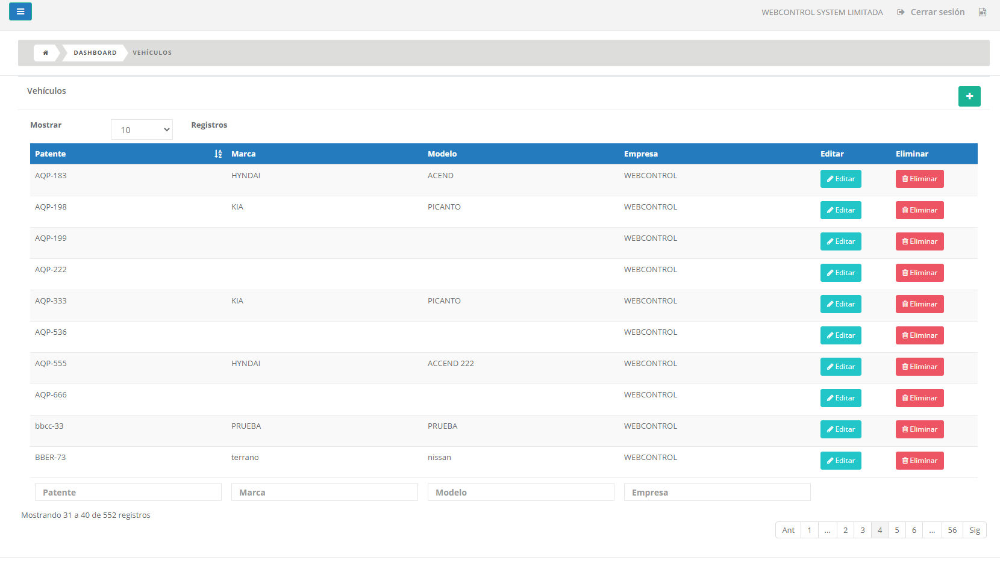 WEBCONTROL SYSTEM LIMITADA Cerrar sesión
DASHBOARD VEHÍCULOS
Vehículos
Mostrar 10 Registros
Patente Marca Modelo Empresa Editar Eliminar
AQP-183 HYNDAI ACEND WEBCONTROL Editar Eliminar
AQP-198 KIA PICANTO WEBCONTROL Editar Eliminar
AQP-199 WEBCONTROL Editar Eliminar
AQP-222 WEBCONTROL Editar Eliminar
AQP-333 KIA PICANTO WEBCONTROL Editar Eliminar
AQP-536 WEBCONTROL Editar Eliminar
AQP-555 HYNDAI ACCEND 222 WEBCONTROL Editar Eliminar
AQP-666 WEBCONTROL Editar Eliminar
bbcc-33 PRUEBA PRUEBA WEBCONTROL Editar Eliminar
BBER-73 terrano nissan WEBCONTROL Editar Eliminar
Patente Marca Modelo Empresa
Mostrando 31 a 40 de 552 registros
Ant 1 ... 2 3 4 5 6 ... 56 Sig